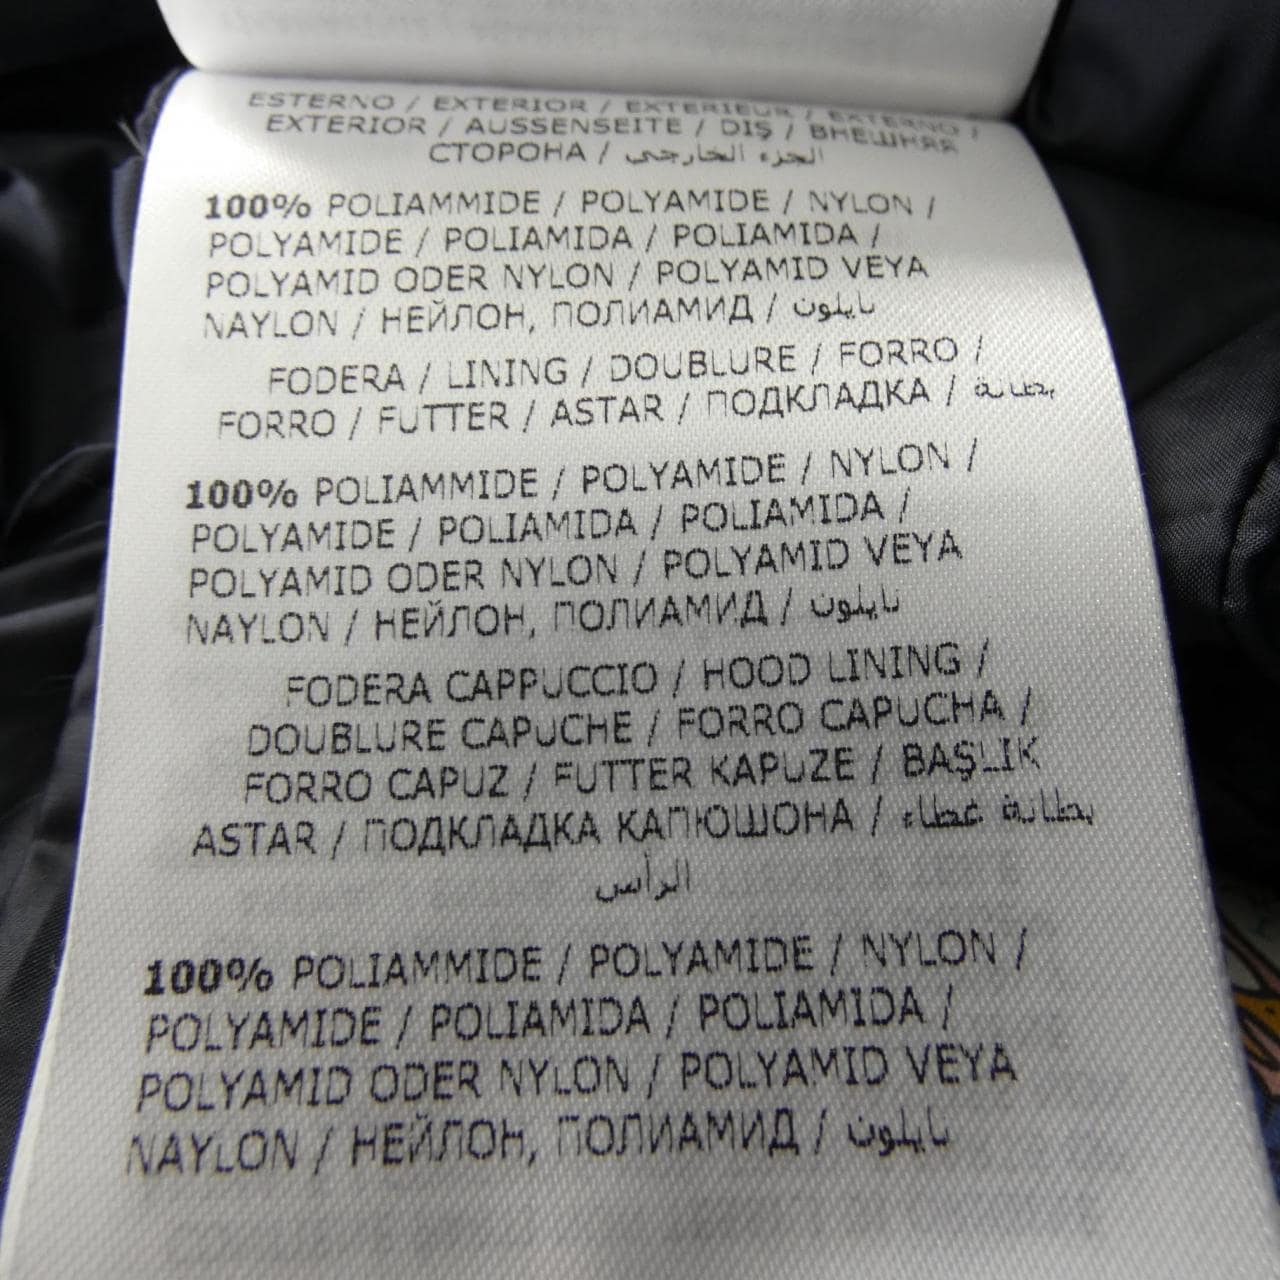 ESTERNO / EXTERIOR / EXTERIEUR / EXTERNO /
EXTERIOR / AUSSENSEITE / DIŞ / ВНЕШНЯЯ
СТОРОНА / الجزء الخارجي
100% POLIAMMIDE / POLYAMIDE / NYLON /
POLYAMIDE / POLIAMIDA / POLIAMIDA /
POLYAMID ODER NYLON / POLYAMID VEYA
NAYLON / НЕЙЛОН, ПОЛИАМИД / نايلون
FODERA / LINING / DOUBLURE / FORRO /
FORRO / FUTTER / ASTAR / ПОДКЛАДКА / بطانة
100% POLIAMMIDE / POLYAMIDE / NYLON /
POLYAMIDE / POLIAMIDA / POLIAMIDA /
POLYAMID ODER NYLON / POLYAMID VEYA
NAYLON / НЕЙЛОН, ПОЛИАМИД / نايلون
FODERA CAPPUCCIO / HOOD LINING /
DOUBLURE CAPUCHE / FORRO CAPUCHA /
FORRO CAPUZ / FUTTER KAPUZE / BAŞLIK
ASTAR / ПОДКЛАДКА КАПЮШОНА / بطانة غطاء
الرأس
100% POLIAMMIDE / POLYAMIDE / NYLON /
POLYAMIDE / POLIAMIDA / POLIAMIDA /
POLYAMID ODER NYLON / POLYAMID VEYA
NAYLON / НЕЙЛОН, ПОЛИАМИД / نايلون